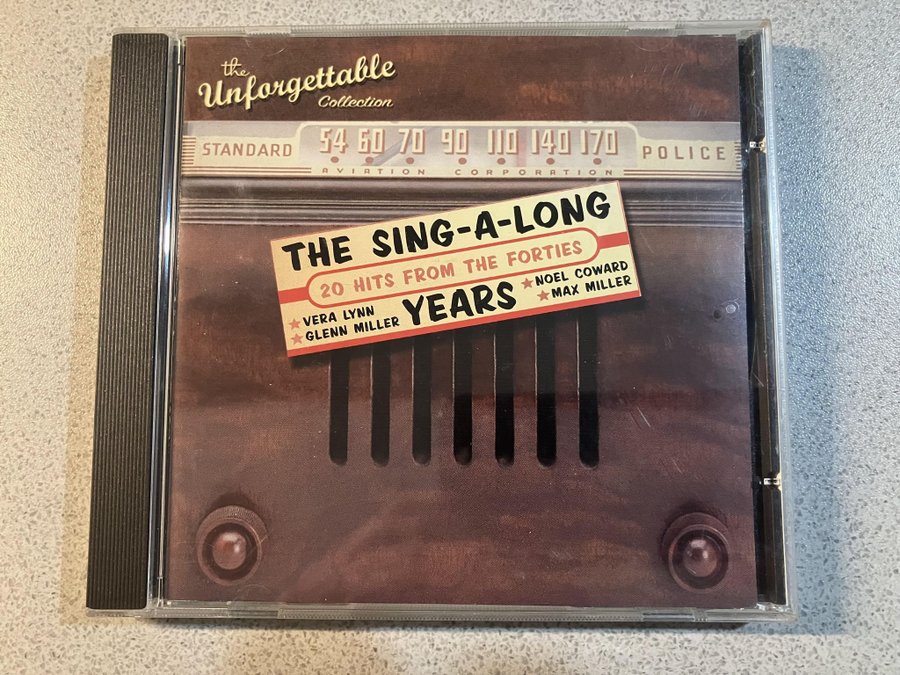 the
Unforgettable
Collection
STANDARD 54 60 70 90 110 140 170 POLICE
AVIATION CORPORATION
THE SING-A-LONG
20 HITS FROM THE FORTIES
YEARS
★VERA LYNN
★GLENN MILLER
★NOEL COWARD
★MAX MILLER